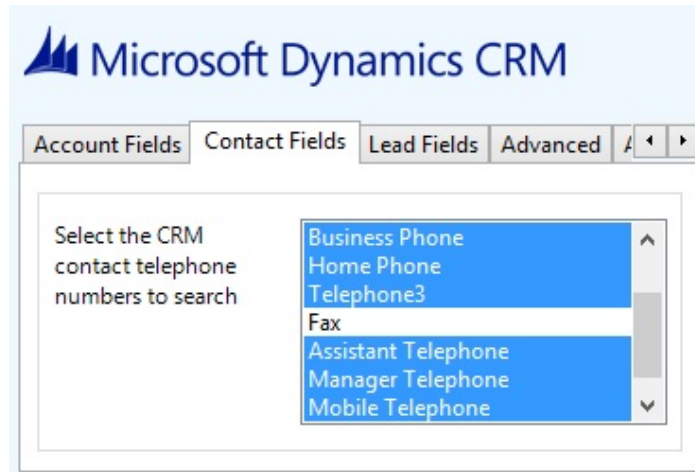 Microsoft Dynamics CRM
Account Fields Contact Fields Lead Fields Advanced
Select the CRM
contact telephone
numbers to search
Business Phone
Home Phone
Telephone3
Fax
Assistant Telephone
Manager Telephone
Mobile Telephone